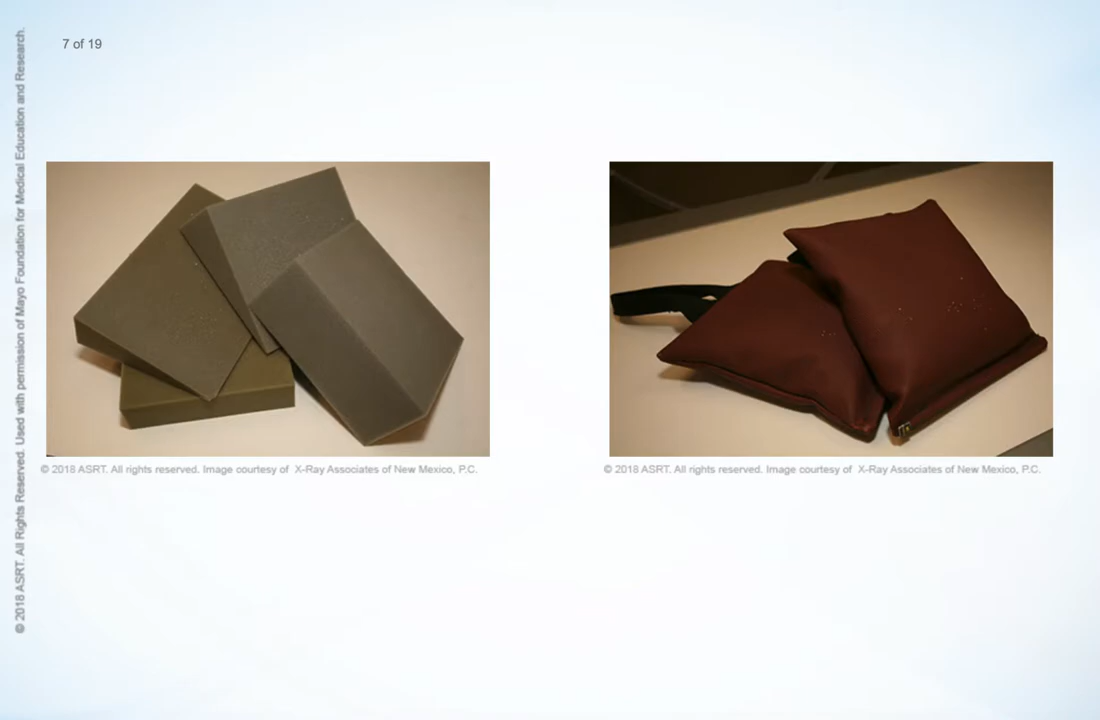 7 of 19
© 2018 ASRT. All Rights Reserved. Used with permission of Mayo Foundation for Medical Education and Research.
© 2018 ASRT. All rights reserved. Image courtesy of X-Ray Associates of New Mexico, P.C.
© 2018 ASRT. All rights reserved. Image courtesy of X-Ray Associates of New Mexico, P.C.